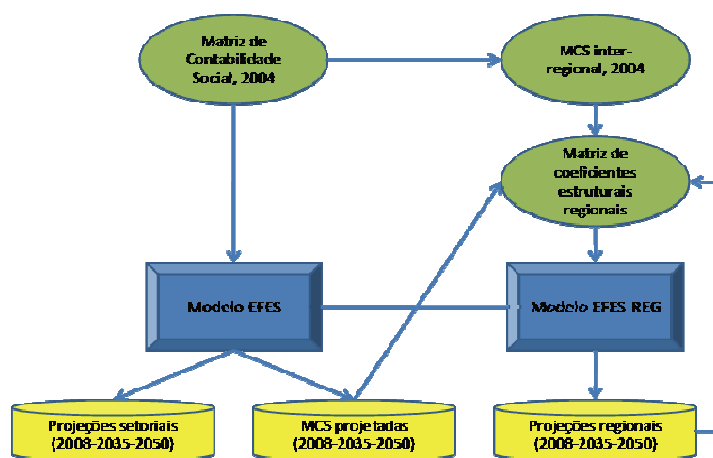 Matriz de
Contabilidade
Social, 2004
MCS inter-
regional, 2004
Matriz de
coeficientes
estruturais
regionais
Modelo EFES
Modelo EFES REG
Projeções setoriais
(2008-2035-2050)
MCS projetadas
(2008-2035-2050)
Projeções regionais
(2008-2035-2050)